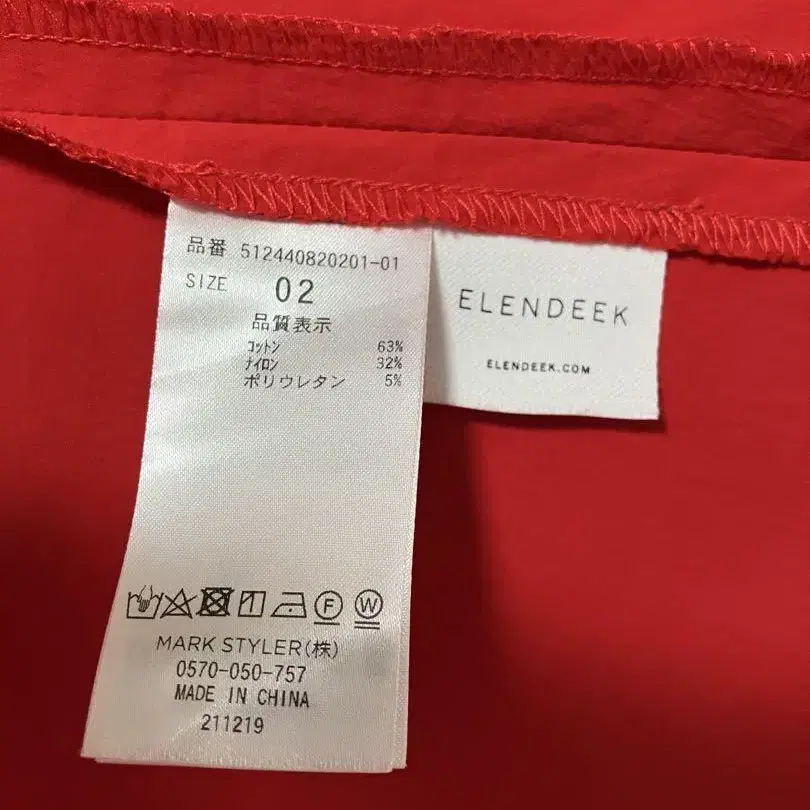 品番 512440820201-01
SIZE 02
品質表示
コットン 63%
ナイロン 32%
ポリウレタン 5%
F W
MARK STYLER(株)
0570-050-757
MADE IN CHINA
211219
ELENDEEK
ELENDEEK.COM